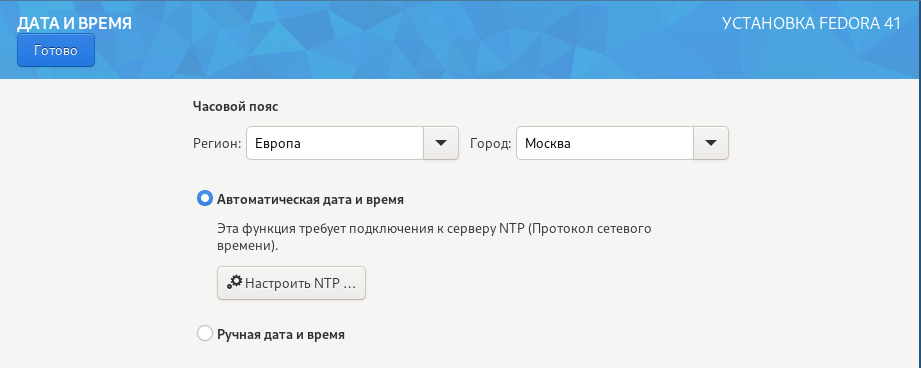 ДАТА И ВРЕМЯ
УСТАНОВКА FEDORA 41
Готово
Часовой пояс
Регион: Европа Город: Москва
Автоматическая дата и время
Эта функция требует подключения к серверу NTP (Протокол сетевого
времени).
Настроить NTP ...
Ручная дата и время